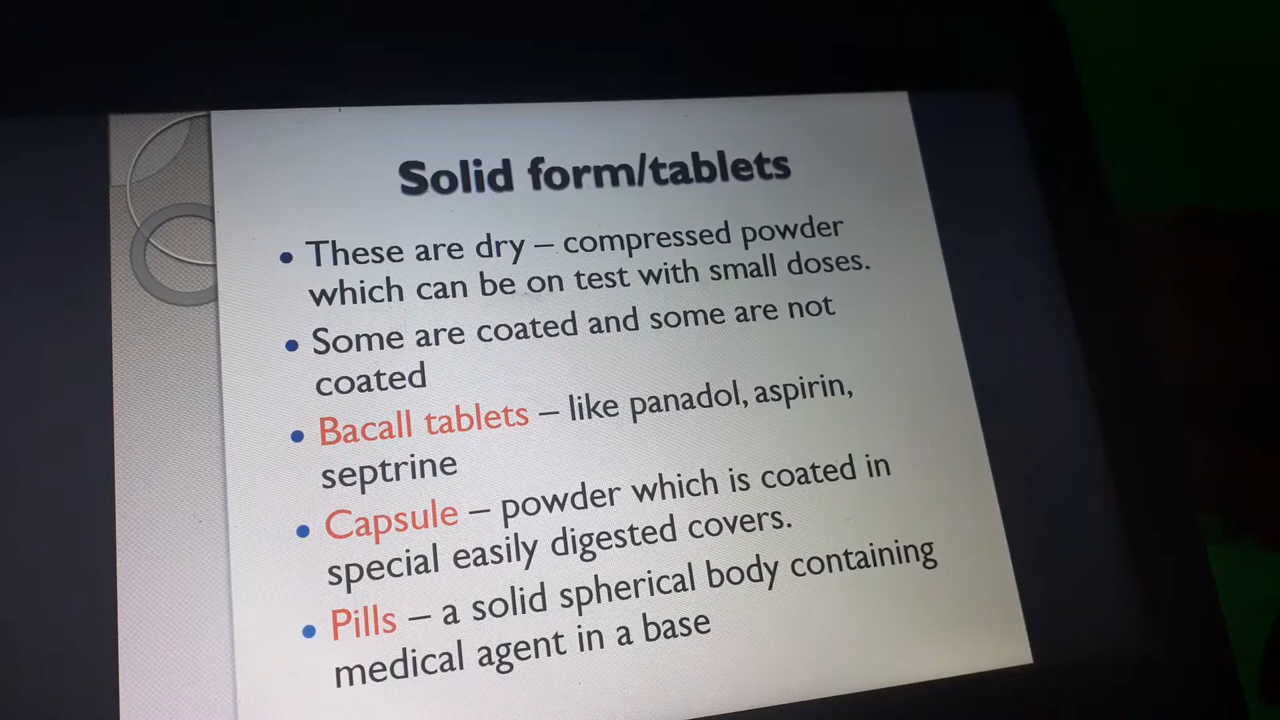 Solid form/tablets
• These are dry – compressed powder
which can be on test with small doses.
• Some are coated and some are not
coated
• Bacall tablets – like panadol, aspirin,
septrine
• Capsule – powder which is coated in
special easily digested covers.
• Pills – a solid spherical body containing
medical agent in a base